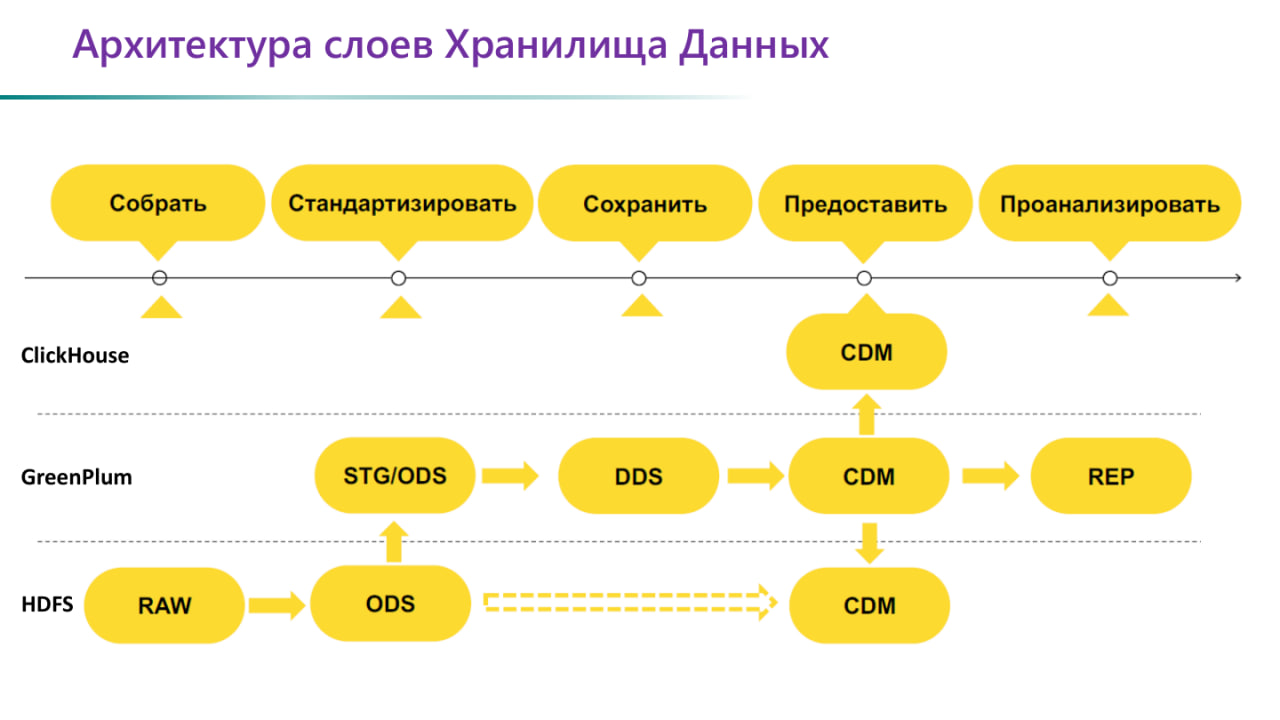 Архитектура слоев Хранилища Данных
Собрать
Стандартизировать
Сохранить
Предоставить
Проанализировать
ClickHouse
CDM
GreenPlum
STG/ODS
DDS
CDM
REP
HDFS
RAW
ODS
CDM